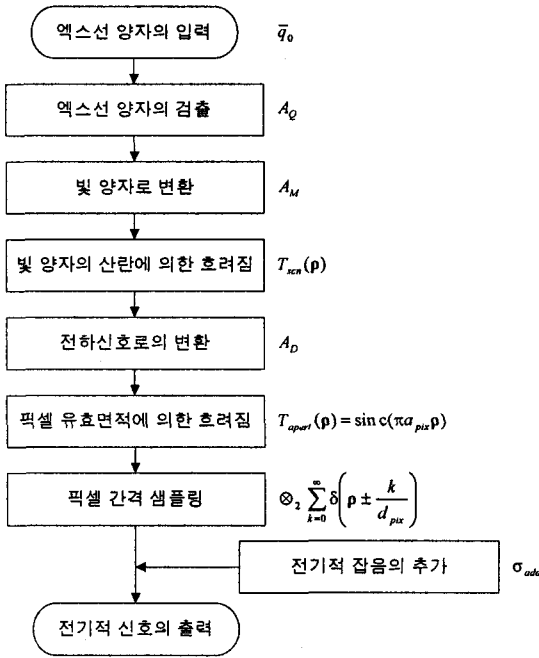 엑스선 양자의 입력 q̄₀
엑스선 양자의 검출 A_Q
빛 양자로 변환 A_M
빛 양자의 산란에 의한 흐려짐 T_scn(ρ)
전하신호로의 변환 A_D
픽셀 유효면적에 의한 흐려짐 T_apert(ρ) = sin c(πa_pix ρ)
픽셀 간격 샘플링 ⊗₂ ∑_{k=0}^{∞} δ(ρ ± k/d_pix)
전기적 잡음의 추가 σ_add
전기적 신호의 출력